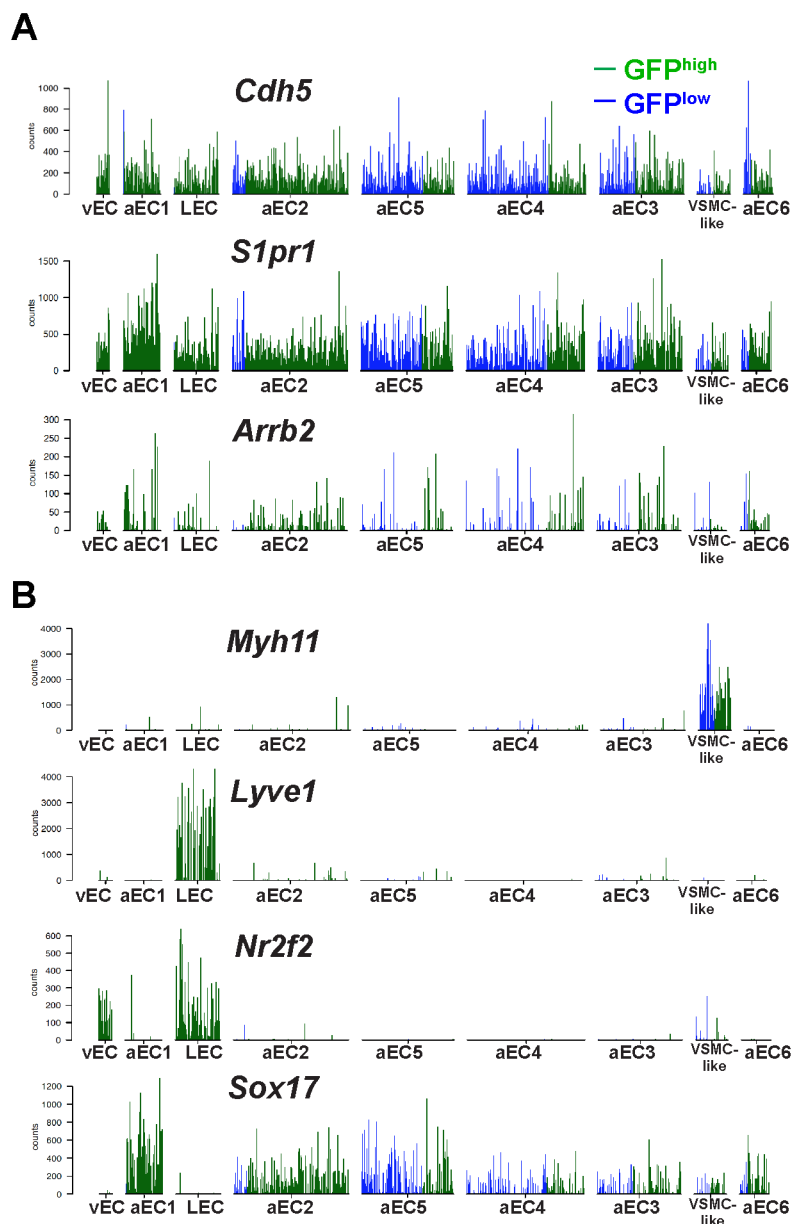 A
GFPhigh
GFPlow
Cdh5
counts
1000
800
600
400
200
0
vEC aEC1 LEC aEC2 aEC5 aEC4 aEC3 VSMC-like aEC6
S1pr1
counts
1500
1000
500
0
vEC aEC1 LEC aEC2 aEC5 aEC4 aEC3 VSMC-like aEC6
Arrb2
counts
300
250
200
150
100
50
0
vEC aEC1 LEC aEC2 aEC5 aEC4 aEC3 VSMC-like aEC6
B
Myh11
counts
4000
3000
2000
1000
0
vEC aEC1 LEC aEC2 aEC5 aEC4 aEC3 VSMC-like aEC6
Lyve1
counts
4000
3000
2000
1000
0
vEC aEC1 LEC aEC2 aEC5 aEC4 aEC3 VSMC-like aEC6
Nr2f2
counts
600
500
400
300
200
100
0
vEC aEC1 LEC aEC2 aEC5 aEC4 aEC3 VSMC-like aEC6
Sox17
counts
1200
1000
800
600
400
200
0
vEC aEC1 LEC aEC2 aEC5 aEC4 aEC3 VSMC-like aEC6